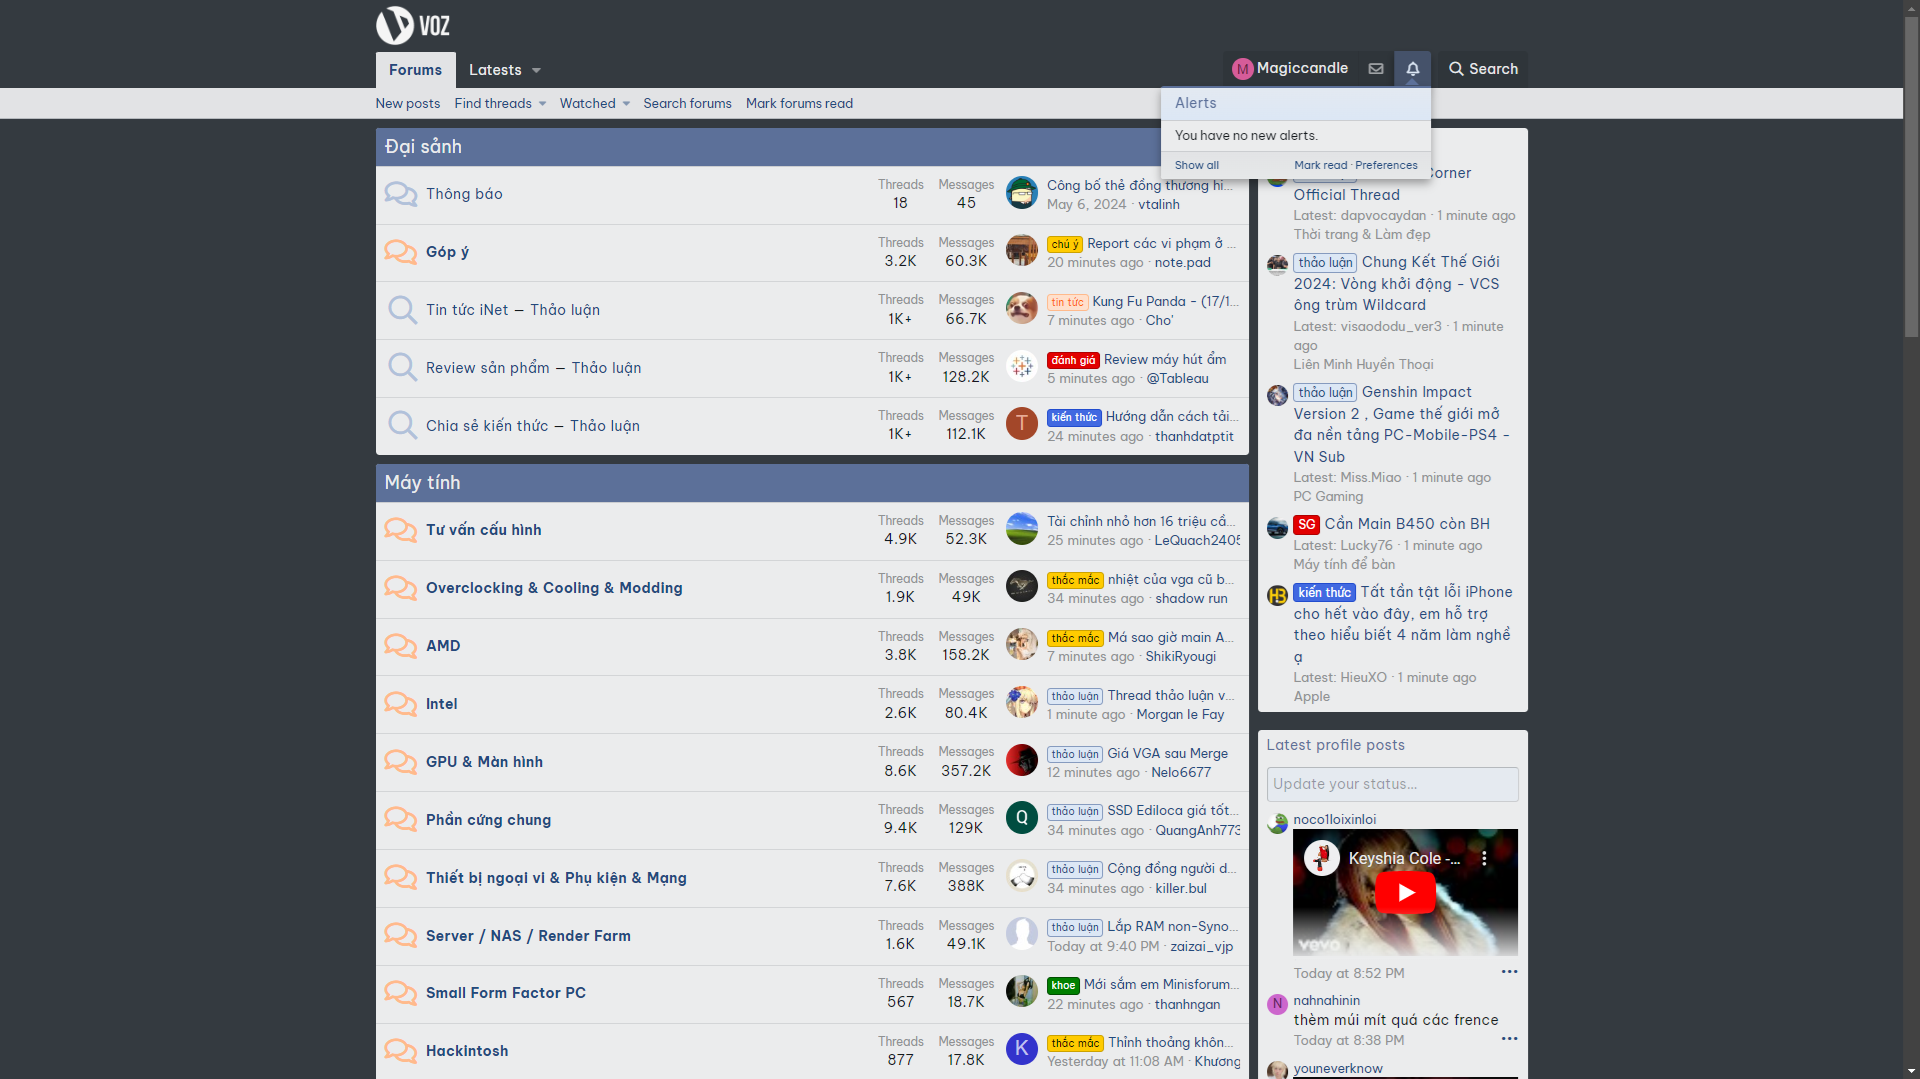 VOZ
Forums
Latests
M
Magiccandle
Search
New posts
Find threads
Watched
Search forums
Mark forums read
Alerts
You have no new alerts.
Show all
Mark read · Preferences
Đại sảnh
Thông báo
Threads
18
Messages
45
Công bố thẻ đồng thương hi...
May 6, 2024 · vtalinh
Góp ý
Threads
3.2K
Messages
60.3K
chú ý Report các vi phạm ở ...
20 minutes ago · note.pad
Tin tức iNet — Thảo luận
Threads
1K+
Messages
66.7K
tin tức Kung Fu Panda - (17/1...
7 minutes ago · Cho'
Review sản phẩm — Thảo luận
Threads
1K+
Messages
128.2K
đánh giá Review máy hút ẩm
5 minutes ago · @Tableau
Chia sẻ kiến thức — Thảo luận
Threads
1K+
Messages
112.1K
T
kiến thức Hướng dẫn cách tải...
24 minutes ago · thanhdatptit
Máy tính
Tư vấn cấu hình
Threads
4.9K
Messages
52.3K
Tài chỉnh nhỏ hơn 16 triệu cầ...
25 minutes ago · LeQuach2405
Overclocking & Cooling & Modding
Threads
1.9K
Messages
49K
thắc mắc nhiệt của vga cũ b...
34 minutes ago · shadow run
AMD
Threads
3.8K
Messages
158.2K
thắc mắc Má sao giờ main A...
7 minutes ago · ShikiRyougi
Intel
Threads
2.6K
Messages
80.4K
thảo luận Thread thảo luận v...
1 minute ago · Morgan le Fay
GPU & Màn hình
Threads
8.6K
Messages
357.2K
thảo luận Giá VGA sau Merge
12 minutes ago · Nelo6677
Phần cứng chung
Threads
9.4K
Messages
129K
Q
thảo luận SSD Ediloca giá tốt...
34 minutes ago · QuangAnh773
Thiết bị ngoại vi & Phụ kiện & Mạng
Threads
7.6K
Messages
388K
thảo luận Cộng đồng người d...
34 minutes ago · killer.bul
Server / NAS / Render Farm
Threads
1.6K
Messages
49.1K
thảo luận Lắp RAM non-Syno...
Today at 9:40 PM · zaizai_vjp
Small Form Factor PC
Threads
567
Messages
18.7K
khoe Mới sắm em Minisforum...
22 minutes ago · thanhngan
Hackintosh
Threads
877
Messages
17.8K
K
thắc mắc Thỉnh thoảng khôn...
Yesterday at 11:08 AM · Khương
Corner
Official Thread
Latest: dapvocaydan · 1 minute ago
Thời trang & Làm đẹp
thảo luận Chung Kết Thế Giới
2024: Vòng khởi động - VCS
ông trùm Wildcard
Latest: visaododu_ver3 · 1 minute
ago
Liên Minh Huyền Thoại
thảo luận Genshin Impact
Version 2 , Game thế giới mở
đa nền tảng PC-Mobile-PS4 -
VN Sub
Latest: Miss.Miao · 1 minute ago
PC Gaming
SG Cần Main B450 còn BH
Latest: Lucky76 · 1 minute ago
Máy tính để bàn
HB
kiến thức Tất tần tật lỗi iPhone
cho hết vào đây, em hỗ trợ
theo hiểu biết 4 năm làm nghề
ạ
Latest: HieuXO · 1 minute ago
Apple
Latest profile posts
Update your status...
noco1loixinloi
Keyshia Cole -...
vevo
Today at 8:52 PM
N
nahnahinin
thèm múi mít quá các frence
Today at 8:38 PM
youneverknow